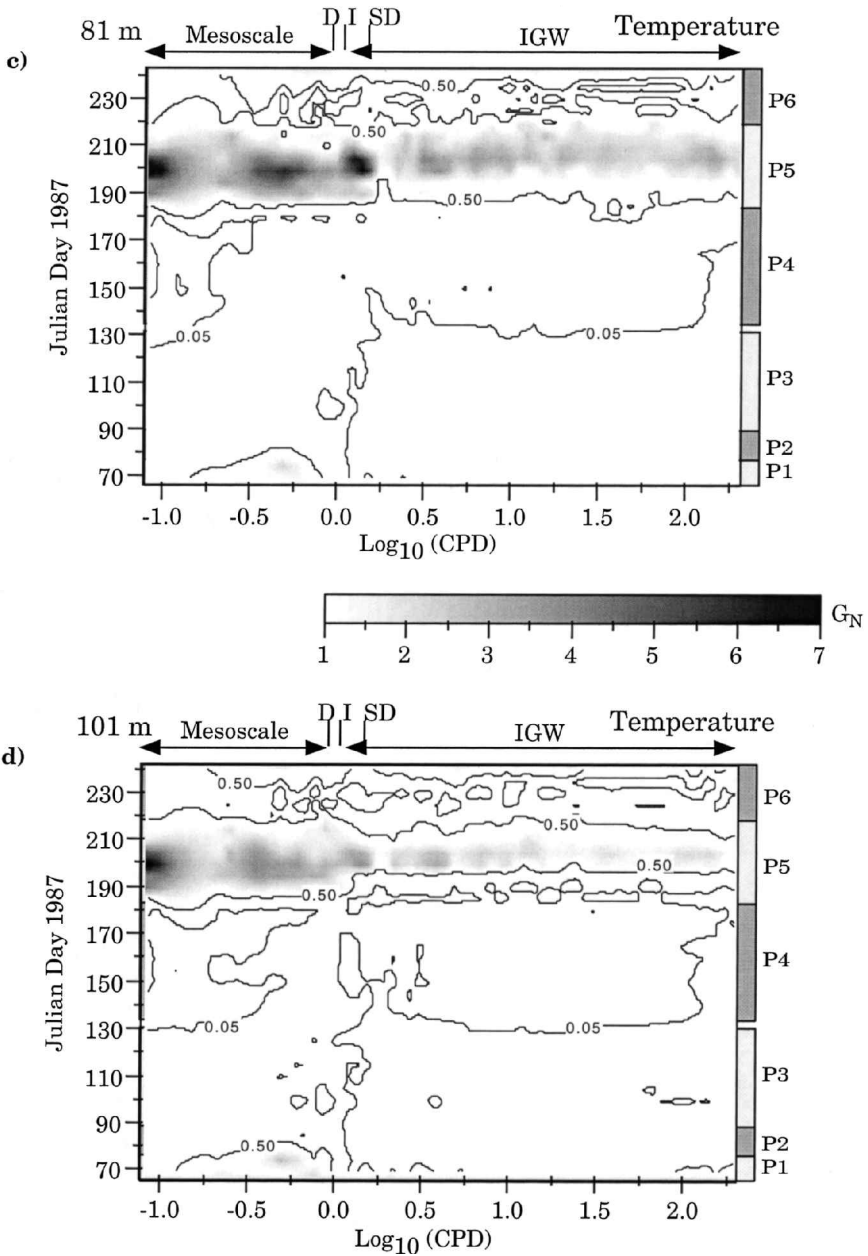 c)
81 m
Mesoscale
D I SD
IGW
Temperature
Julian Day 1987
230
210
190
170
150
130
110
90
70
0.50
0.50
0.50
0.05
0.05
P6
P5
P4
P3
P2
P1
-1.0 -0.5 0.0 0.5 1.0 1.5 2.0
Log10 (CPD)
GN
1 2 3 4 5 6 7
d)
101 m
Mesoscale
D I SD
IGW
Temperature
Julian Day 1987
230
210
190
170
150
130
110
90
70
0.50
0.50
0.50
0.50
0.05
0.05
0.50
P6
P5
P4
P3
P2
P1
-1.0 -0.5 0.0 0.5 1.0 1.5 2.0
Log10 (CPD)